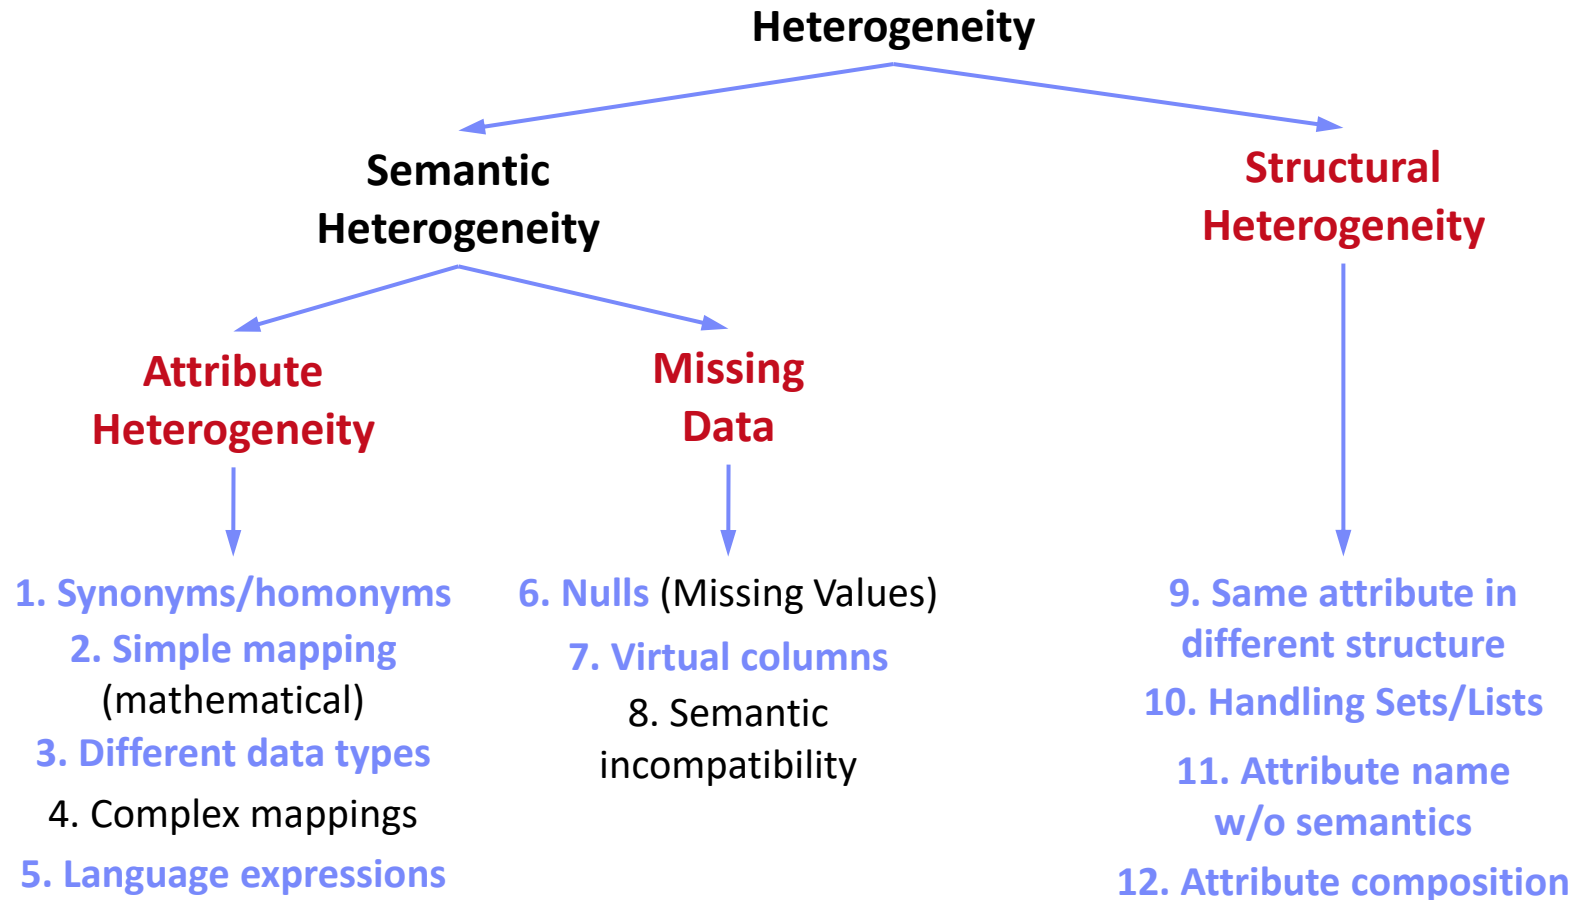 Heterogeneity
Semantic
Heterogeneity
Structural
Heterogeneity
Attribute
Heterogeneity
Missing
Data
1. Synonyms/homonyms
2. Simple mapping
(mathematical)
3. Different data types
4. Complex mappings
5. Language expressions
6. Nulls (Missing Values)
7. Virtual columns
8. Semantic
incompatibility
9. Same attribute in
different structure
10. Handling Sets/Lists
11. Attribute name
w/o semantics
12. Attribute composition